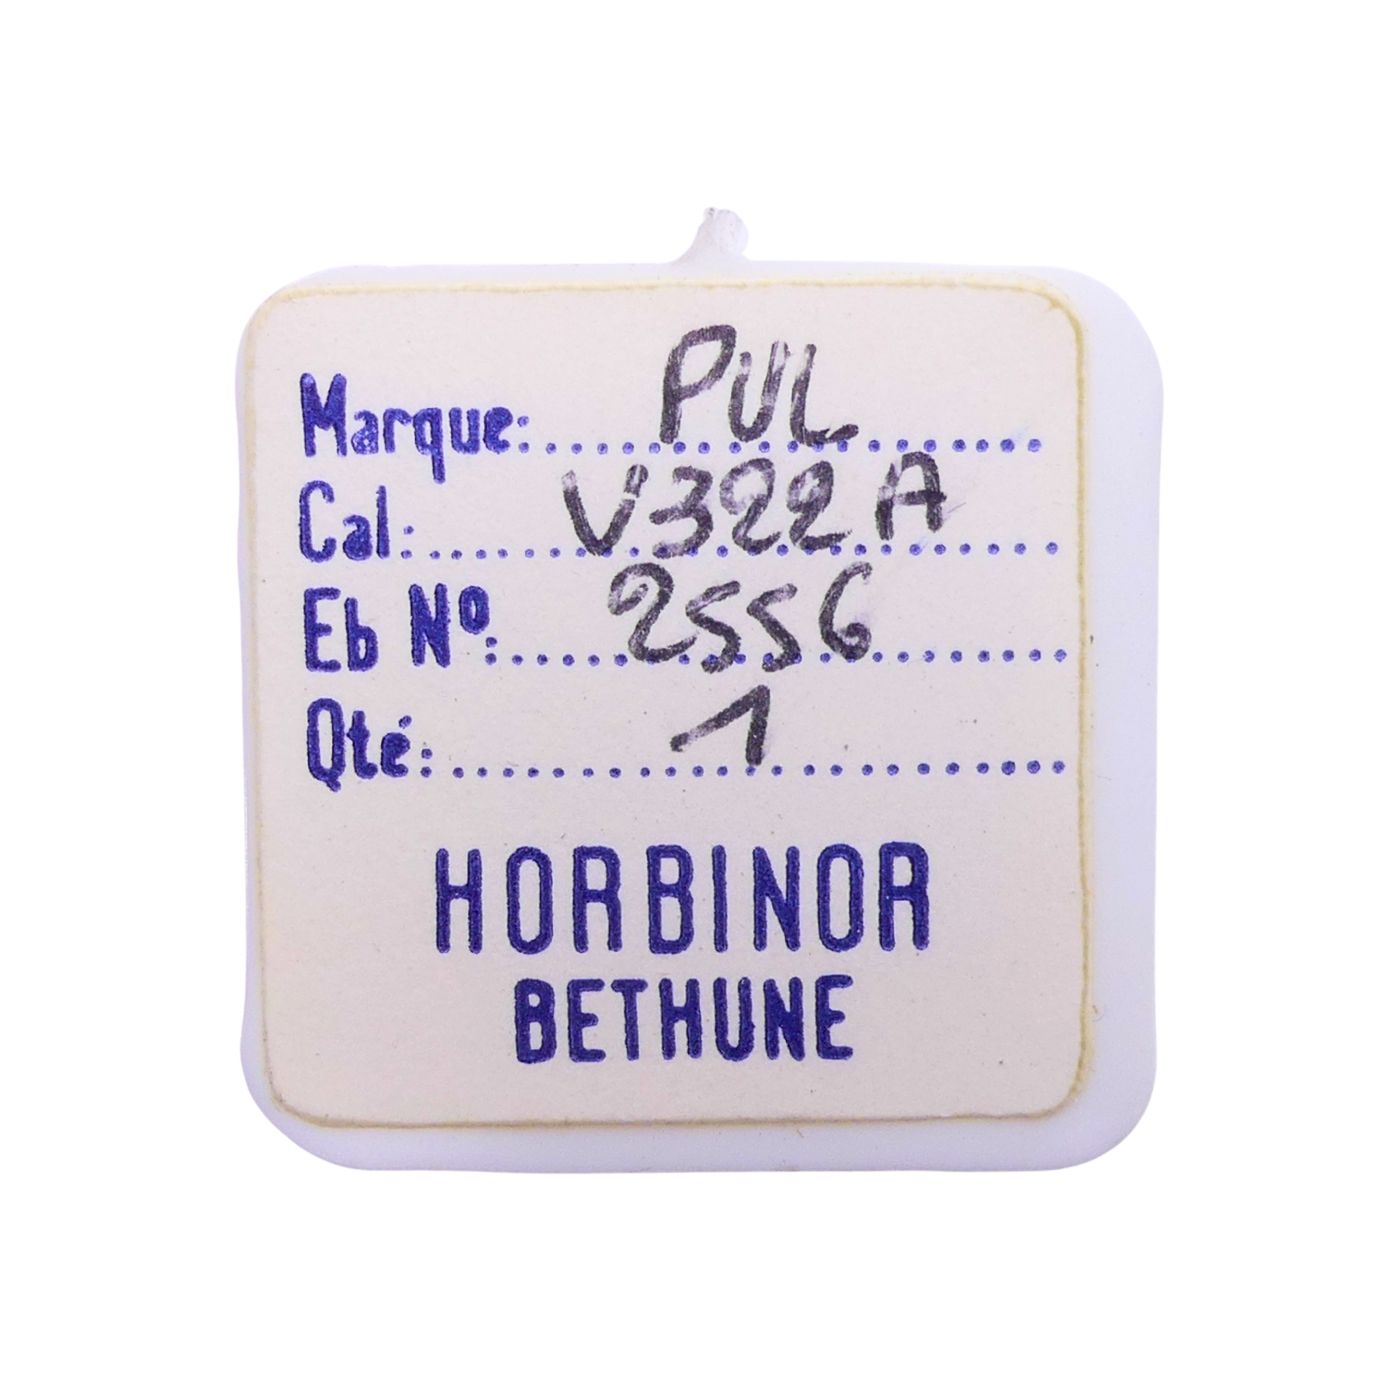 Marque: PUL
Cal: V322A
Eb Nº: 2556
Qté: 1
HORBINOR
BETHUNE